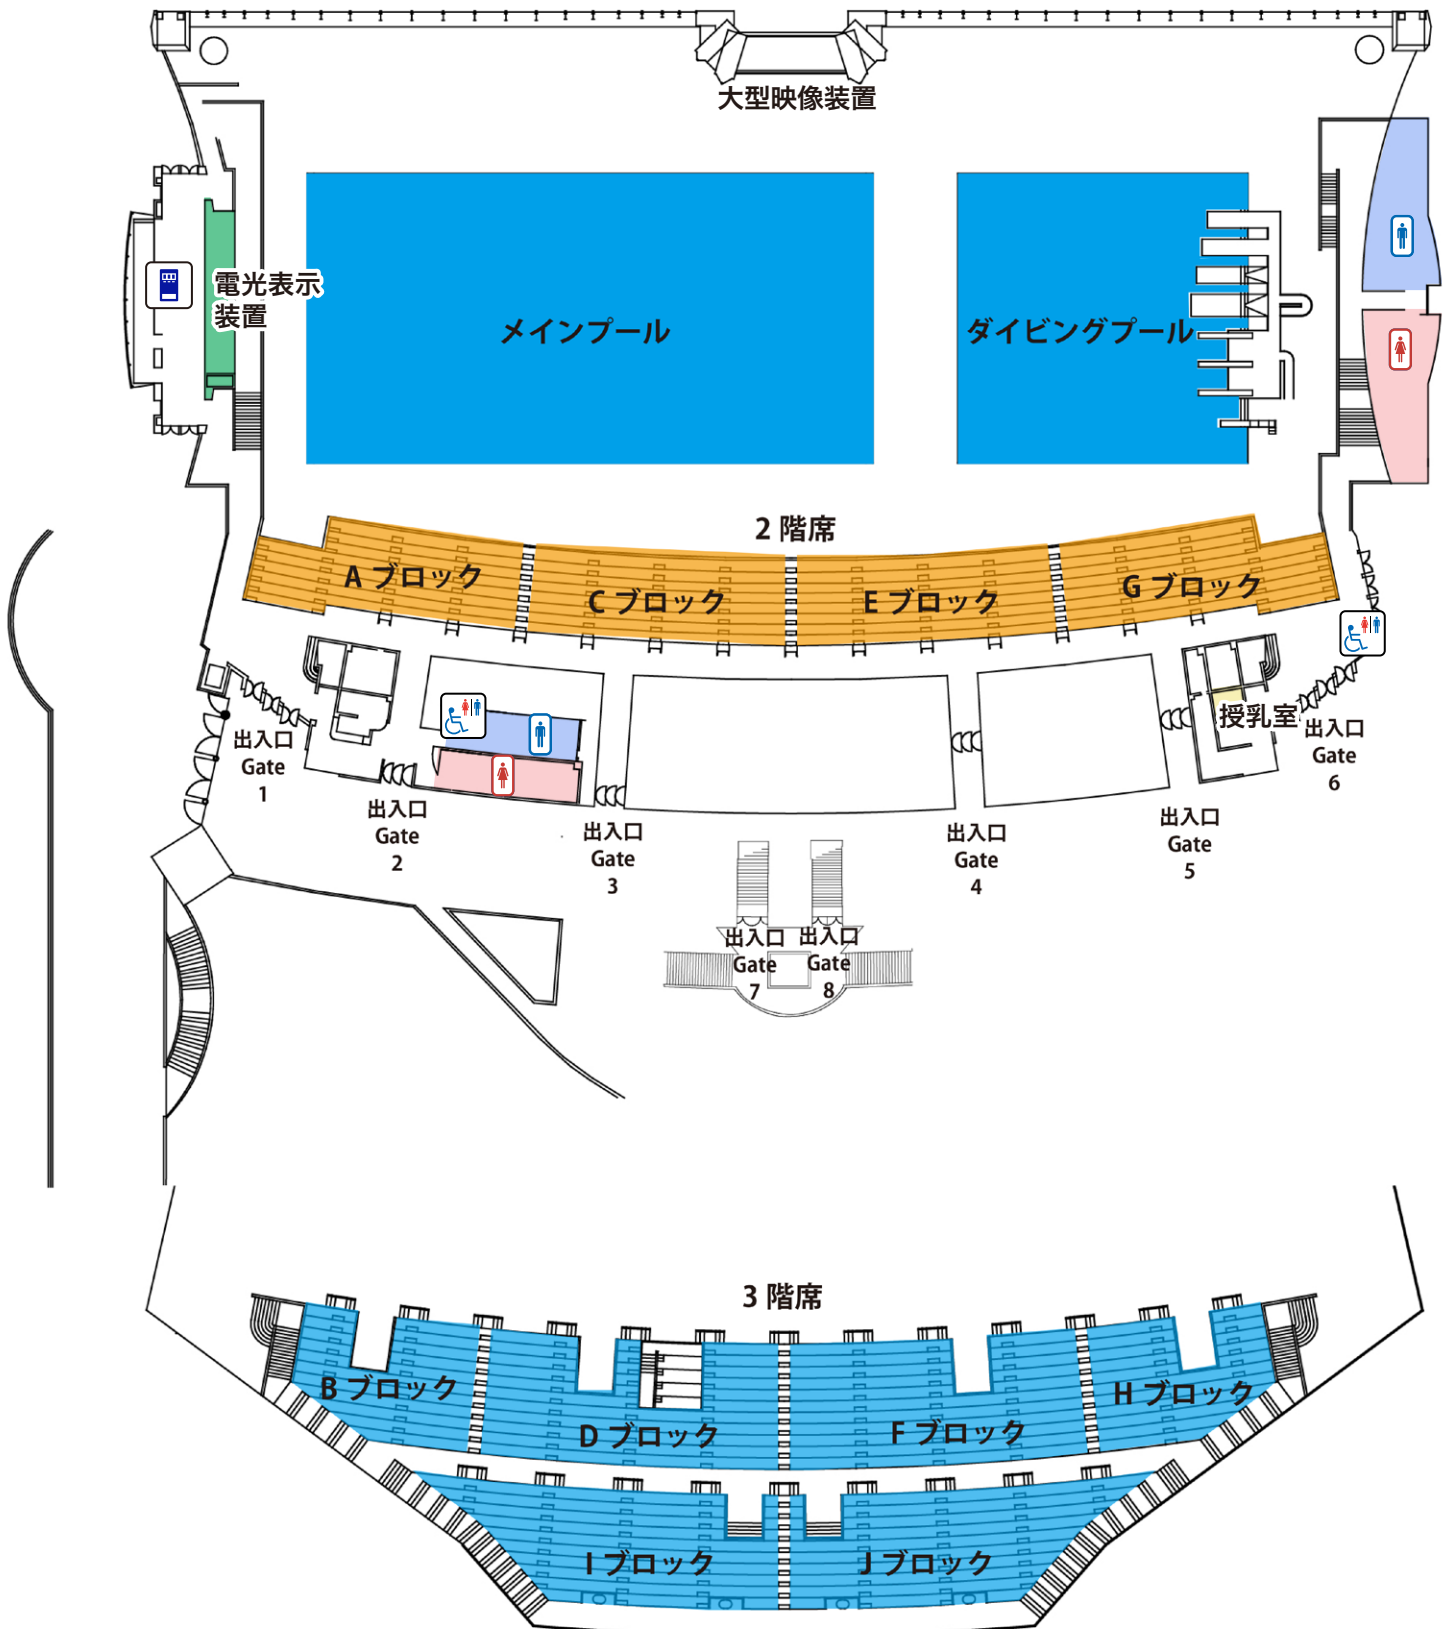 大型映像装置
電光表示
装置
メインプール
ダイビングプール
2 階席
A ブロック
C ブロック
E ブロック
G ブロック
授乳室
出入口
Gate
1
出入口
Gate
2
出入口
Gate
3
出入口
Gate
4
出入口
Gate
5
出入口
Gate
6
出入口
Gate
7
出入口
Gate
8
3 階席
B ブロック
D ブロック
F ブロック
H ブロック
I ブロック
J ブロック